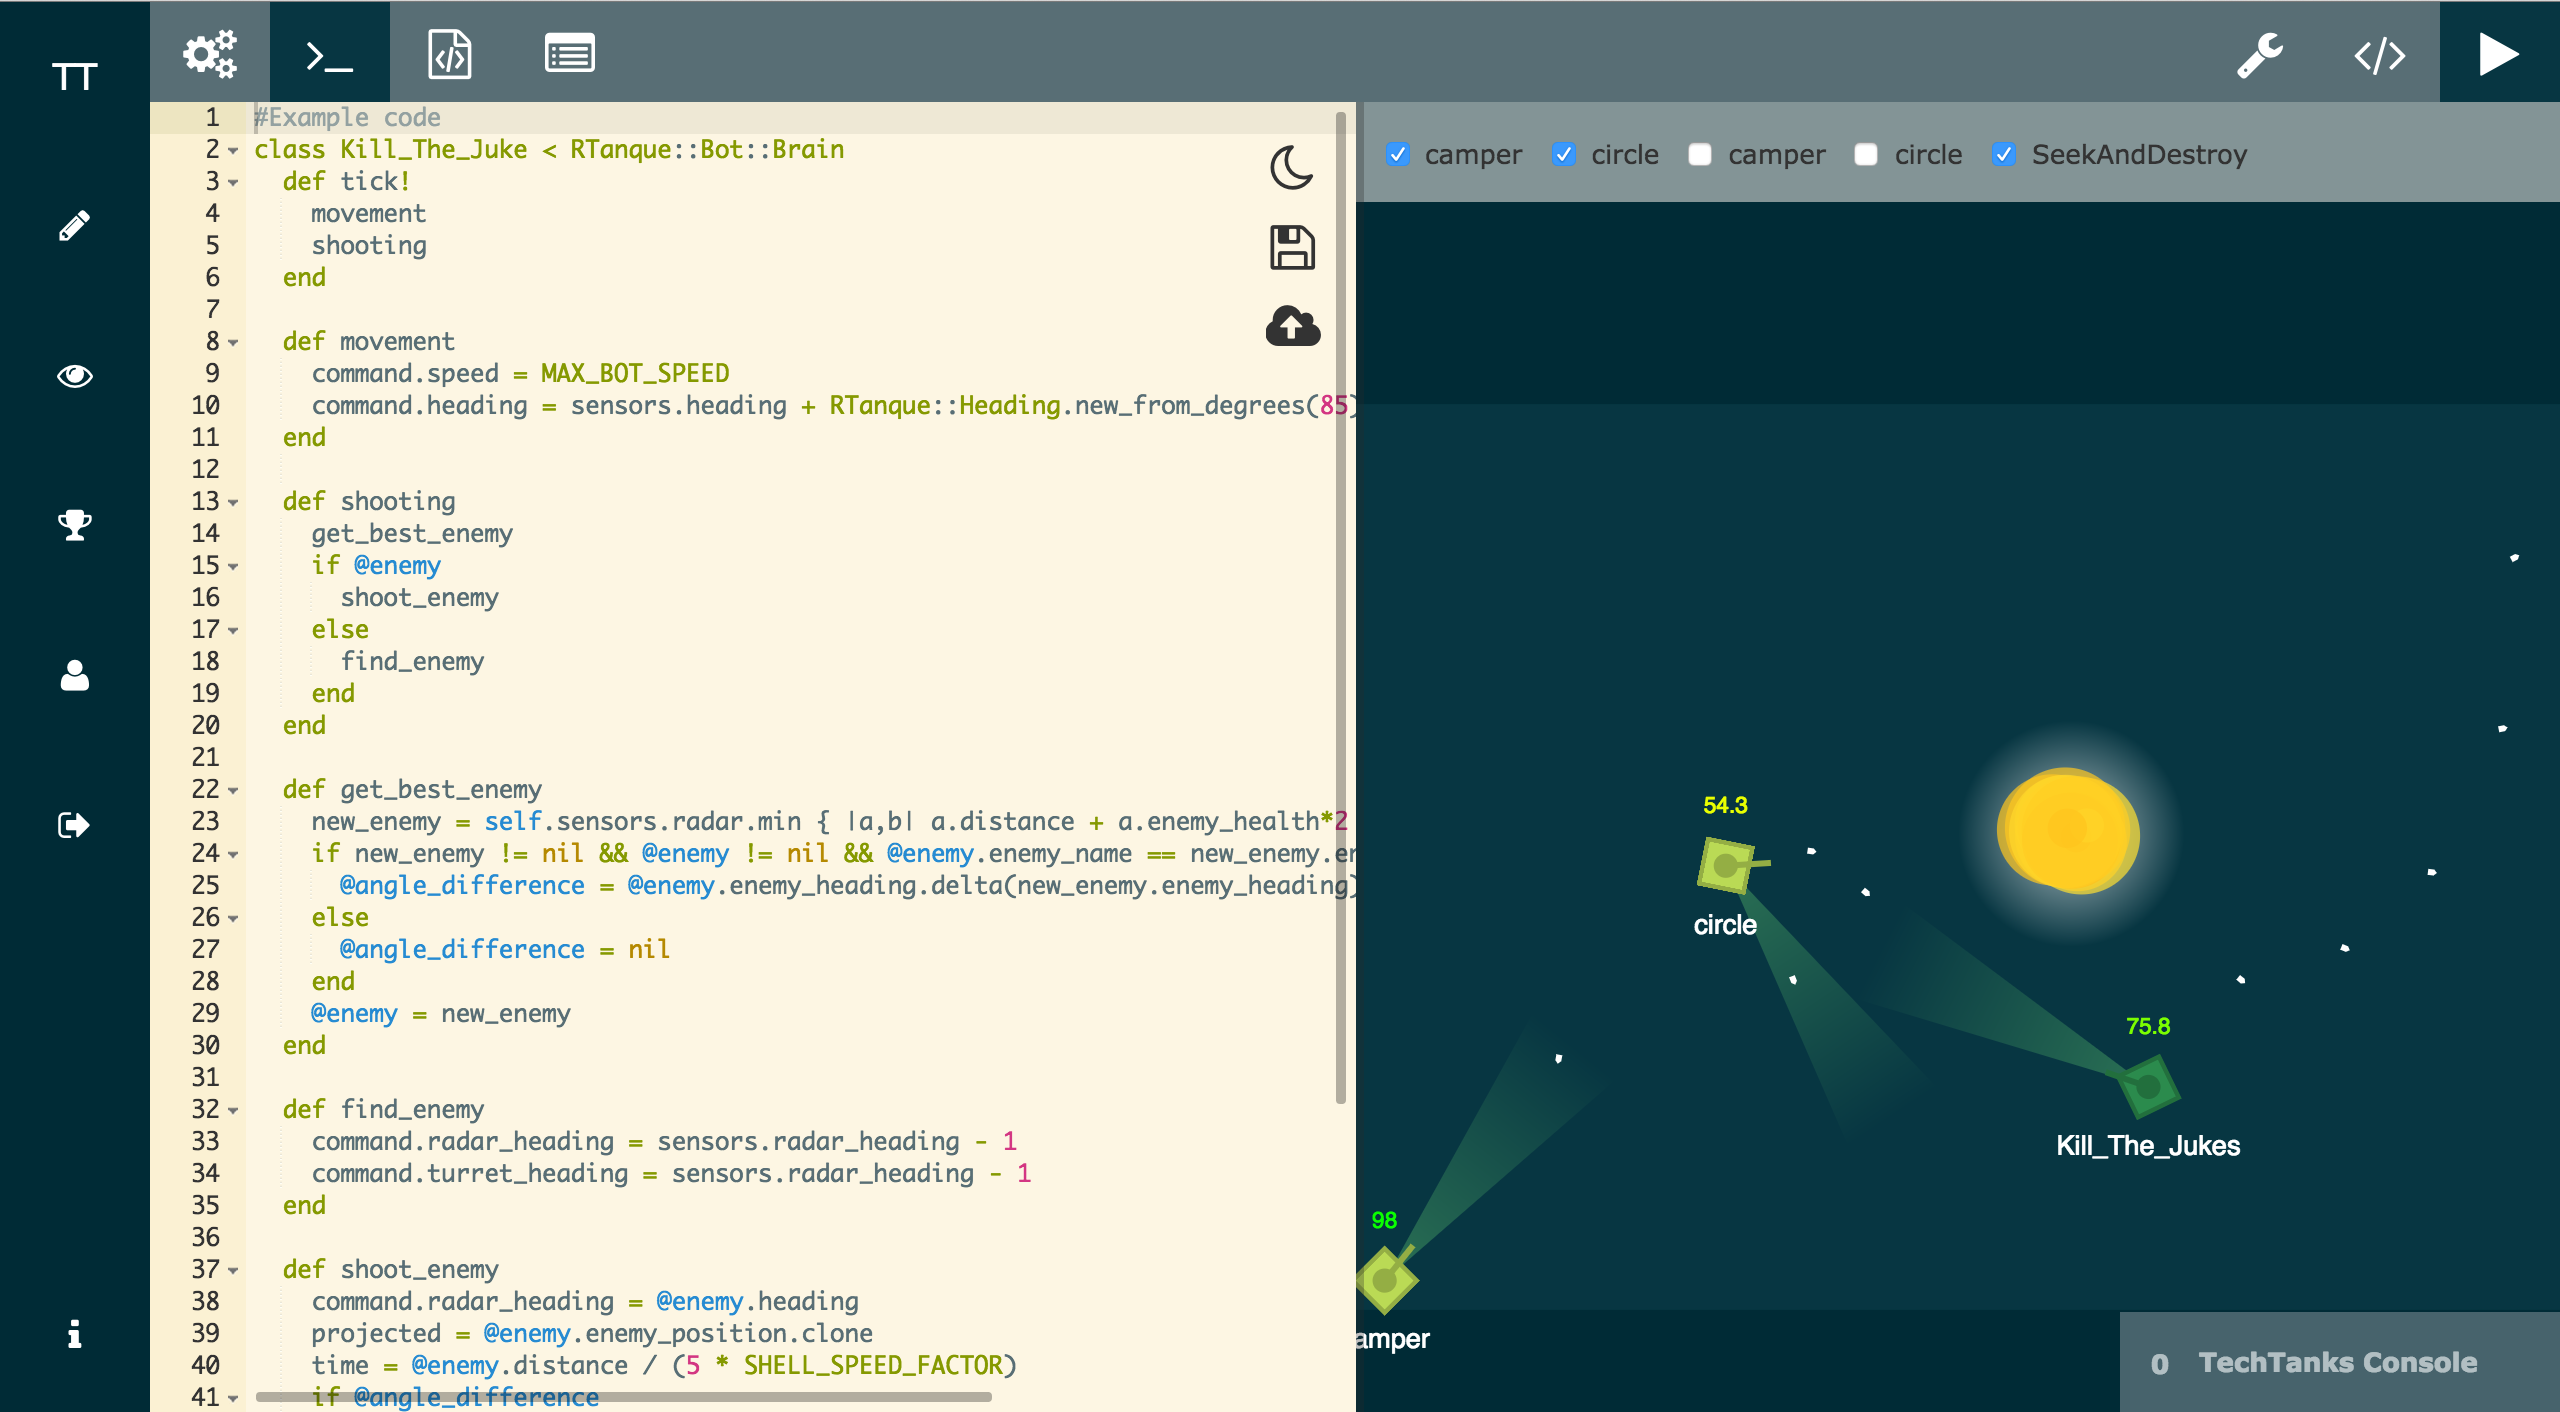 TT
1 #Example code
2 class Kill_The_Juke < RTanque::Bot::Brain
3 def tick!
4 movement
5 shooting
6 end
7
8 def movement
9 command.speed = MAX_BOT_SPEED
10 command.heading = sensors.heading + RTanque::Heading.new_from_degrees(85)
11 end
12
13 def shooting
14 get_best_enemy
15 if @enemy
16 shoot_enemy
17 else
18 find_enemy
19 end
20 end
21
22 def get_best_enemy
23 new_enemy = self.sensors.radar.min { |a,b| a.distance + a.enemy_health*2
24 if new_enemy != nil && @enemy != nil && @enemy.enemy_name == new_enemy.en
25 @angle_difference = @enemy.enemy_heading.delta(new_enemy.enemy_heading)
26 else
27 @angle_difference = nil
28 end
29 @enemy = new_enemy
30 end
31
32 def find_enemy
33 command.radar_heading = sensors.radar_heading - 1
34 command.turret_heading = sensors.radar_heading - 1
35 end
36
37 def shoot_enemy
38 command.radar_heading = @enemy.heading
39 projected = @enemy.enemy_position.clone
40 time = @enemy.distance / (5 * SHELL_SPEED_FACTOR)
41 if @angle_difference
camper circle camper circle SeekAndDestroy
54.3
circle
75.8
Kill_The_Jukes
98
amper
0 TechTanks Console